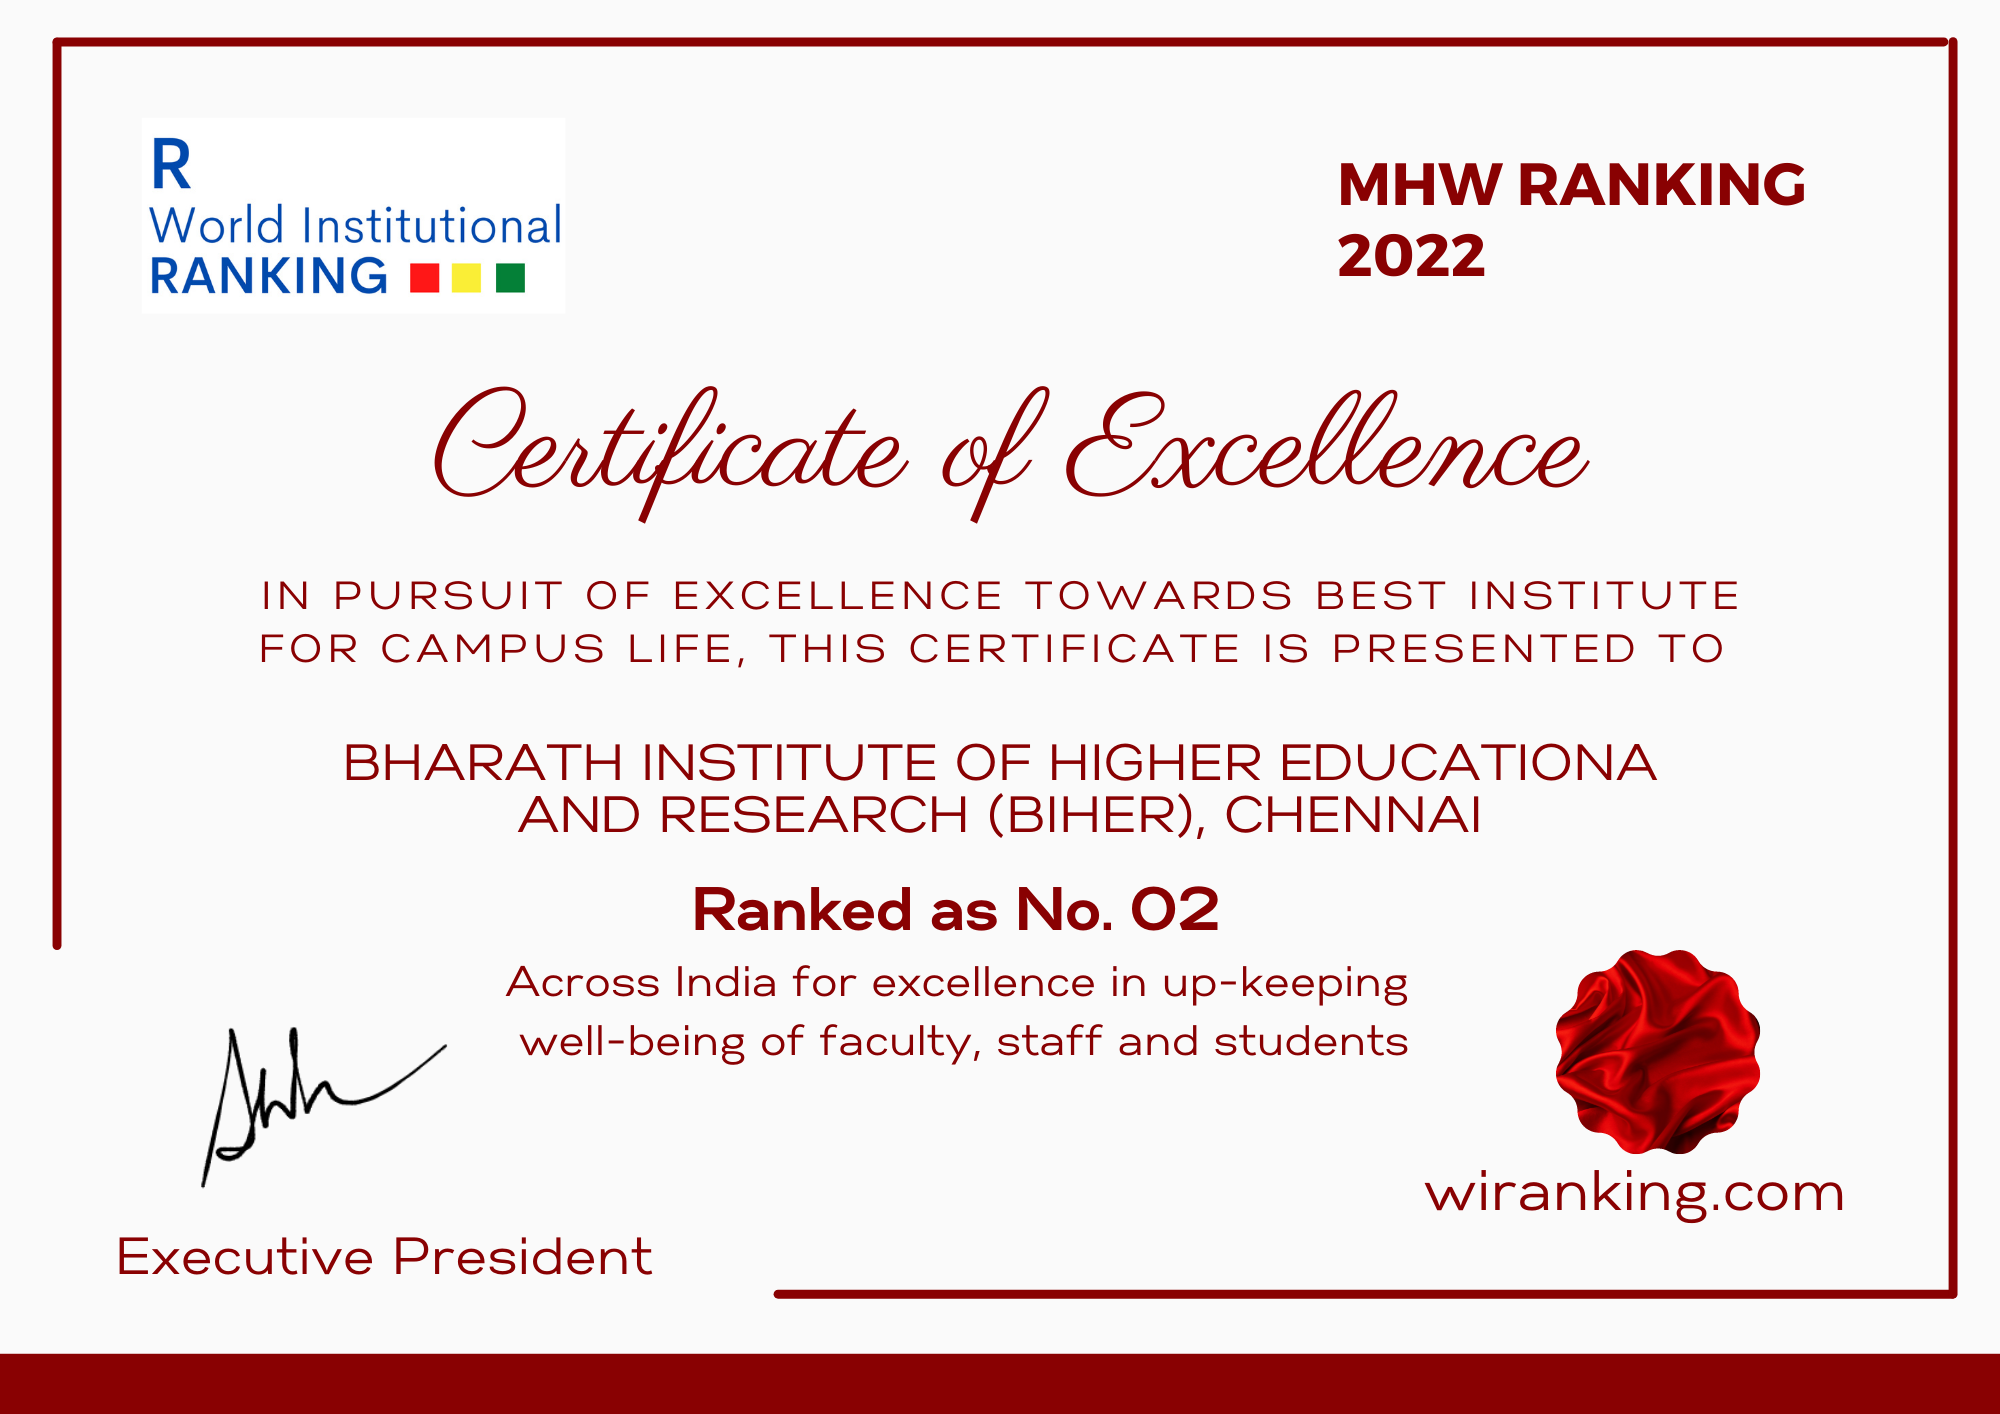 R
World Institutional
RANKING
MHW RANKING
2022
Certificate of Excellence
IN PURSUIT OF EXCELLENCE TOWARDS BEST INSTITUTE
FOR CAMPUS LIFE, THIS CERTIFICATE IS PRESENTED TO
BHARATH INSTITUTE OF HIGHER EDUCATIONA
AND RESEARCH (BIHER), CHENNAI
Ranked as No. 02
Across India for excellence in up-keeping
well-being of faculty, staff and students
wiranking.com
Executive President